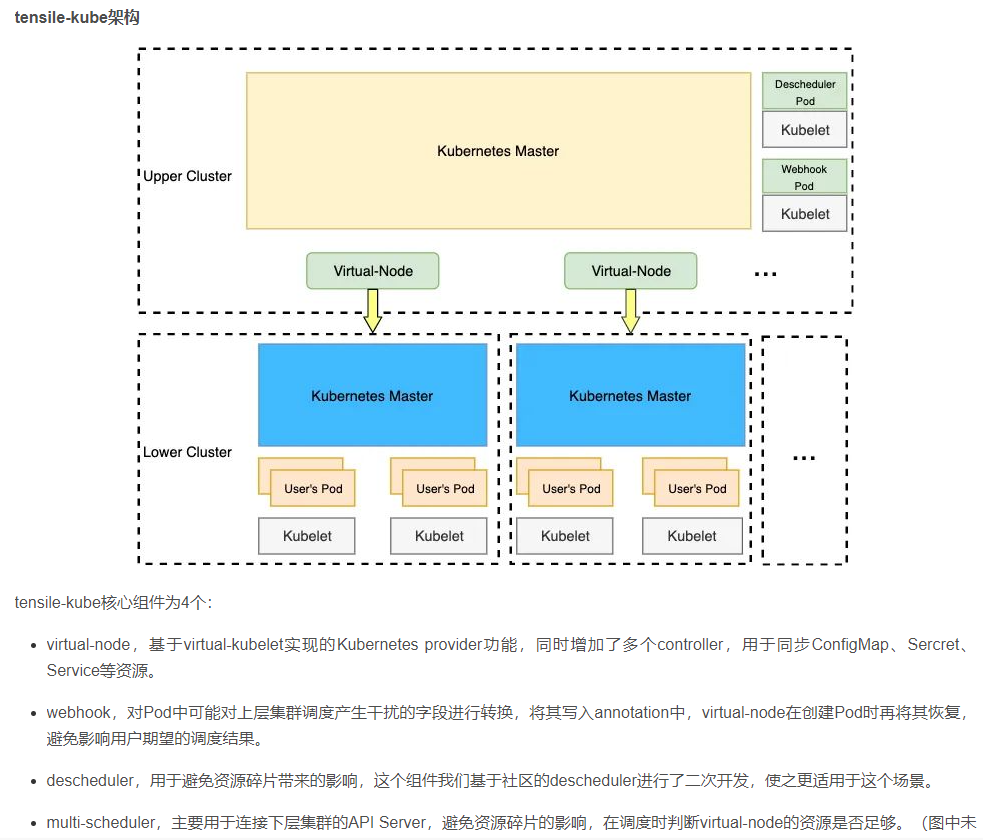 tensile-kube架构
Descheduler
Pod
Kubelet
Kubernetes Master
Webhook
Pod
Upper Cluster
Kubelet
Virtual-Node
Virtual-Node
...
Kubernetes Master
Kubernetes Master
Lower Cluster
...
User's Pod
User's Pod
User's Pod
User's Pod
Kubelet
Kubelet
Kubelet
Kubelet
tensile-kube核心组件为4个：
• virtual-node，基于virtual-kubelet实现的Kubernetes provider功能，同时增加了多个controller，用于同步ConfigMap、Sercret、
Service等资源。
• webhook，对Pod中可能对上层集群调度产生干扰的字段进行转换，将其写入annotation中，virtual-node在创建Pod时再将其恢复，
避免影响用户期望的调度结果。
• descheduler，用于避免资源碎片带来的影响，这个组件我们基于社区的descheduler进行了二次开发，使之更适用于这个场景。
• multi-scheduler，主要用于连接下层集群的API Server，避免资源碎片的影响，在调度时判断virtual-node的资源是否足够。（图中未